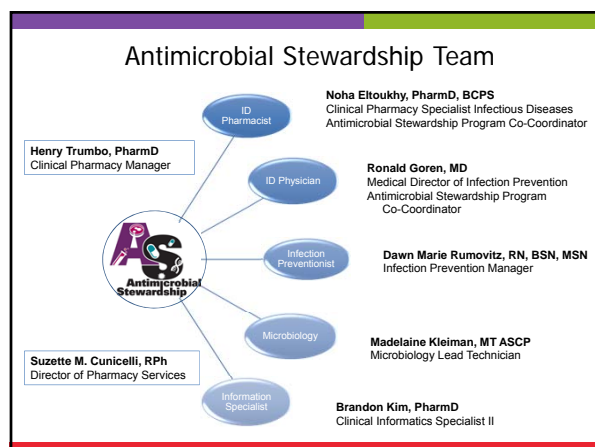 Antimicrobial Stewardship Team
ID
Pharmacist
Noha Eltoukhy, PharmD, BCPS
Clinical Pharmacy Specialist Infectious Diseases
Antimicrobial Stewardship Program Co-Coordinator
Henry Trumbo, PharmD
Clinical Pharmacy Manager
ID Physician
Ronald Goren, MD
Medical Director of Infection Prevention
Antimicrobial Stewardship Program
Co-Coordinator
AS
Antimicrobial
Stewardship
Infection
Preventionist
Dawn Marie Rumovitz, RN, BSN, MSN
Infection Prevention Manager
Microbiology
Madelaine Kleiman, MT ASCP
Microbiology Lead Technician
Suzette M. Cunicelli, RPh
Director of Pharmacy Services
Information
Specialist
Brandon Kim, PharmD
Clinical Informatics Specialist II